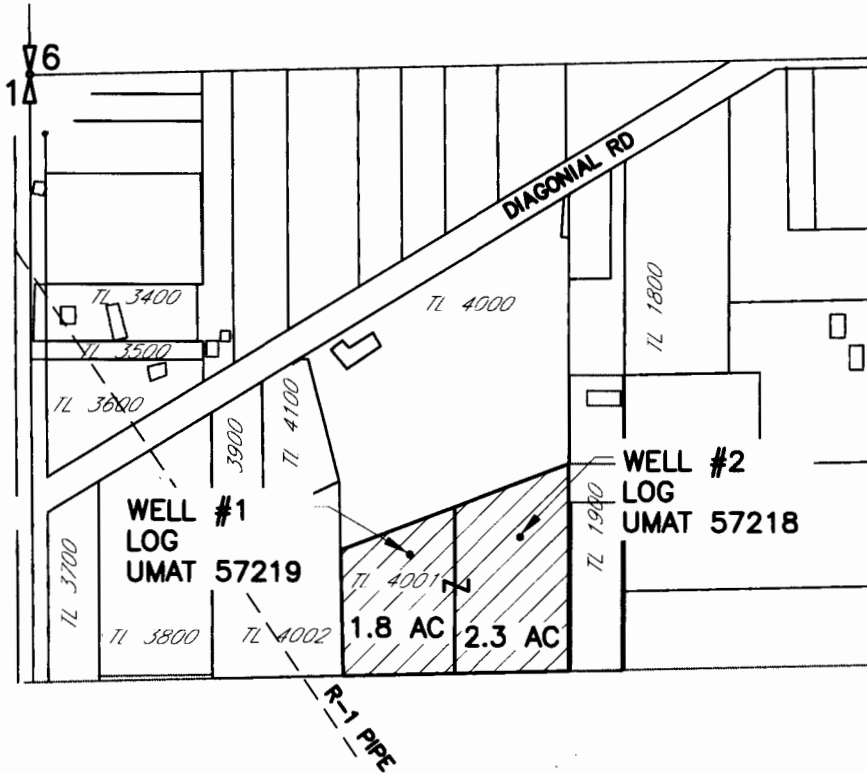 6
1
DIAGONIAL RD
TL 3400
TL 4000
TL 1800
TL 3500
TL 3600
3900
TL 4100
WELL #1
LOG
UMAT 57219
WELL #2
LOG
UMAT 57218
TL 1900
TL 3700
TL 4001
Z
1.8 AC
2.3 AC
TL 3800
TL 4002
R-1 PIPE